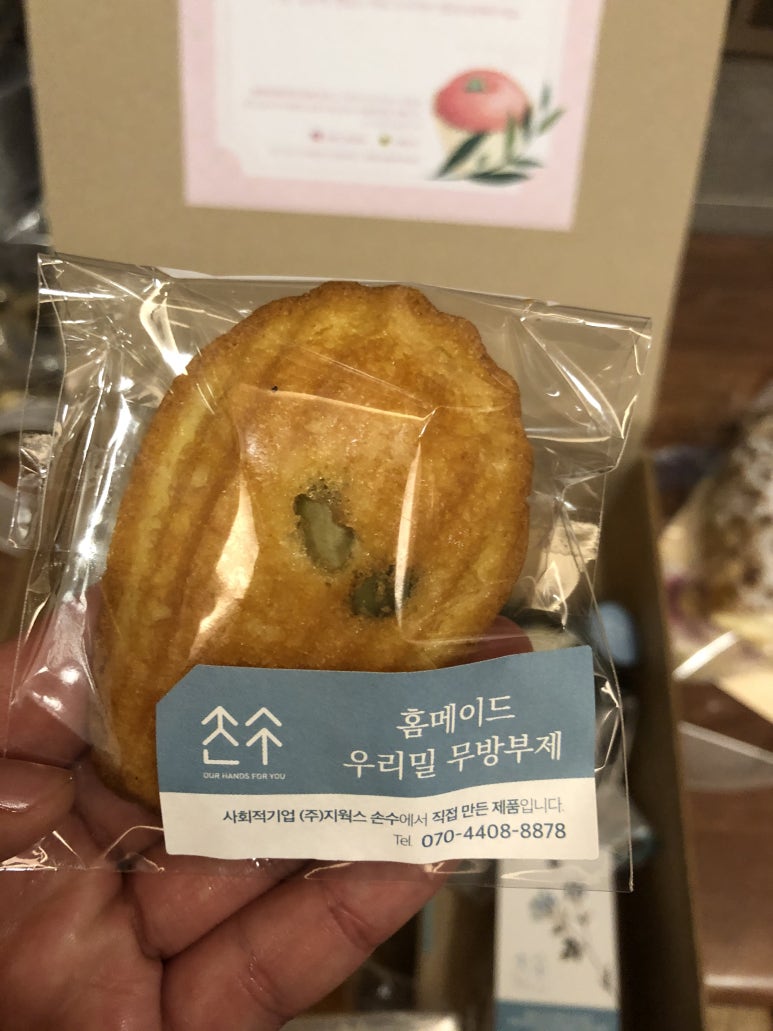 손수
OUR HANDS FOR YOU
홈메이드
우리밀 무방부제
사회적기업 (주)지웍스 손수에서 직접 만든 제품입니다.
Tel. 070-4408-8878